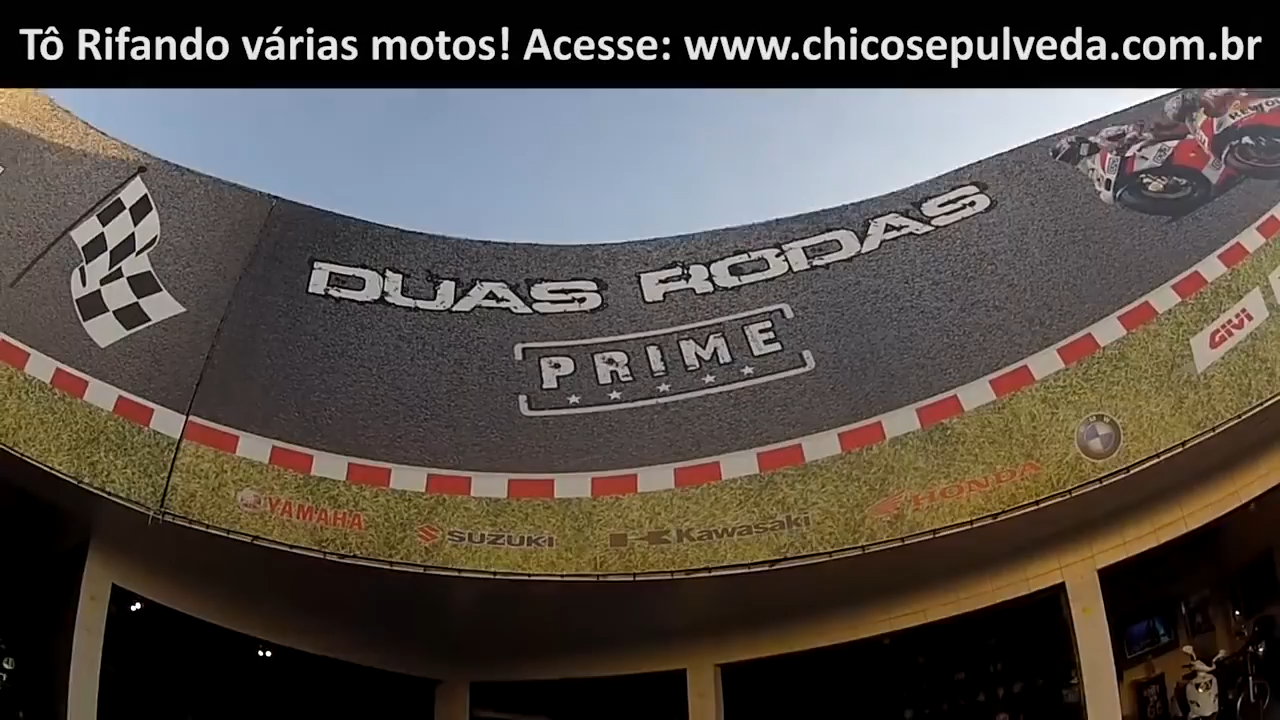 Tô Rifando várias motos! Acesse: www.chicosepulveda.com.br
DUAS RODAS
PRIME
GIVI
YAMAHA
SUZUKI
Kawasaki
HONDA